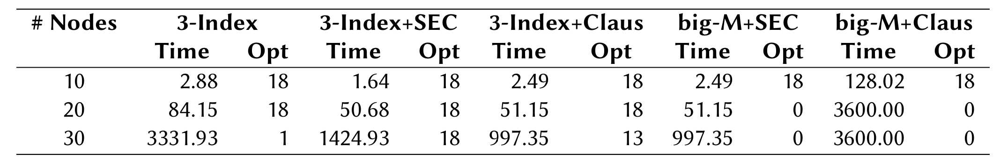 # Nodes 3-Index 3-Index+SEC 3-Index+Claus big-M+SEC big-M+Claus
Time Opt Time Opt Time Opt Time Opt Time Opt
10 2.88 18 1.64 18 2.49 18 2.49 18 128.02 18
20 84.15 18 50.68 18 51.15 18 51.15 0 3600.00 0
30 3331.93 1 1424.93 18 997.35 13 997.35 0 3600.00 0